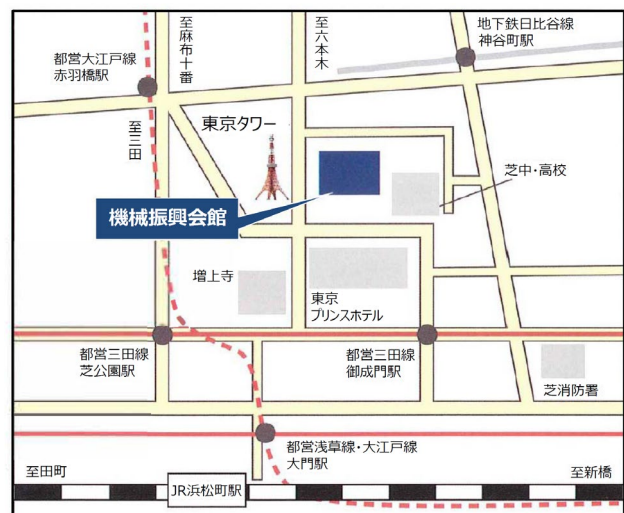 至麻布十番
至六本木
地下鉄日比谷線
神谷町駅
都営大江戸線
赤羽橋駅
至三田
東京タワー
芝中・高校
機械振興会館
増上寺
東京
プリンスホテル
都営三田線
芝公園駅
都営三田線
御成門駅
芝消防署
都営浅草線・大江戸線
大門駅
至田町
JR浜松町駅
至新橋